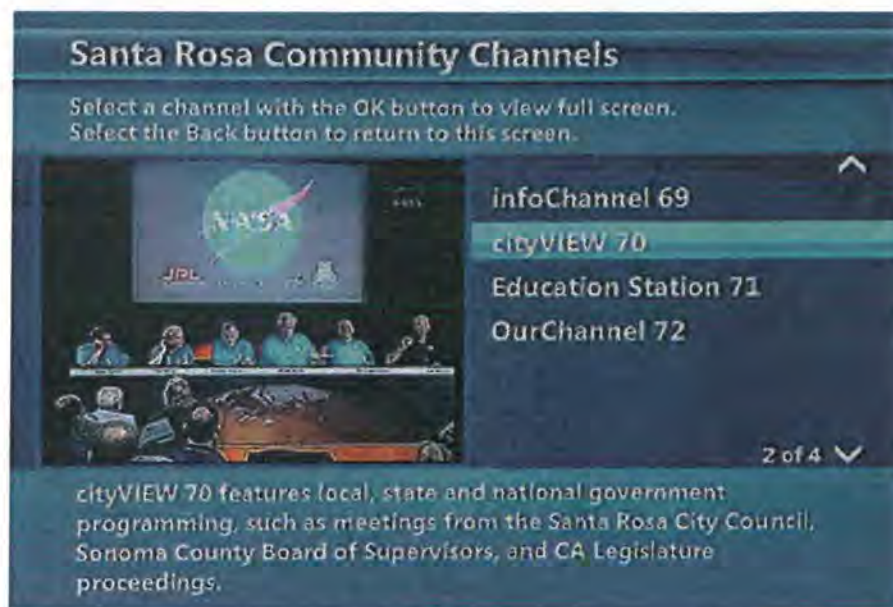 Santa Rosa Community Channels
Select a channel with the OK button to view full screen.
Select the Back button to return to this screen.
NASA
JPL
infoChannel 69
cityVIEW 70
Education Station 71
OurChannel 72
2 of 4
cityVIEW 70 features local, state and national government
programming, such as meetings from the Santa Rosa City Council,
Sonoma County Board of Supervisors, and CA Legislature
proceedings.